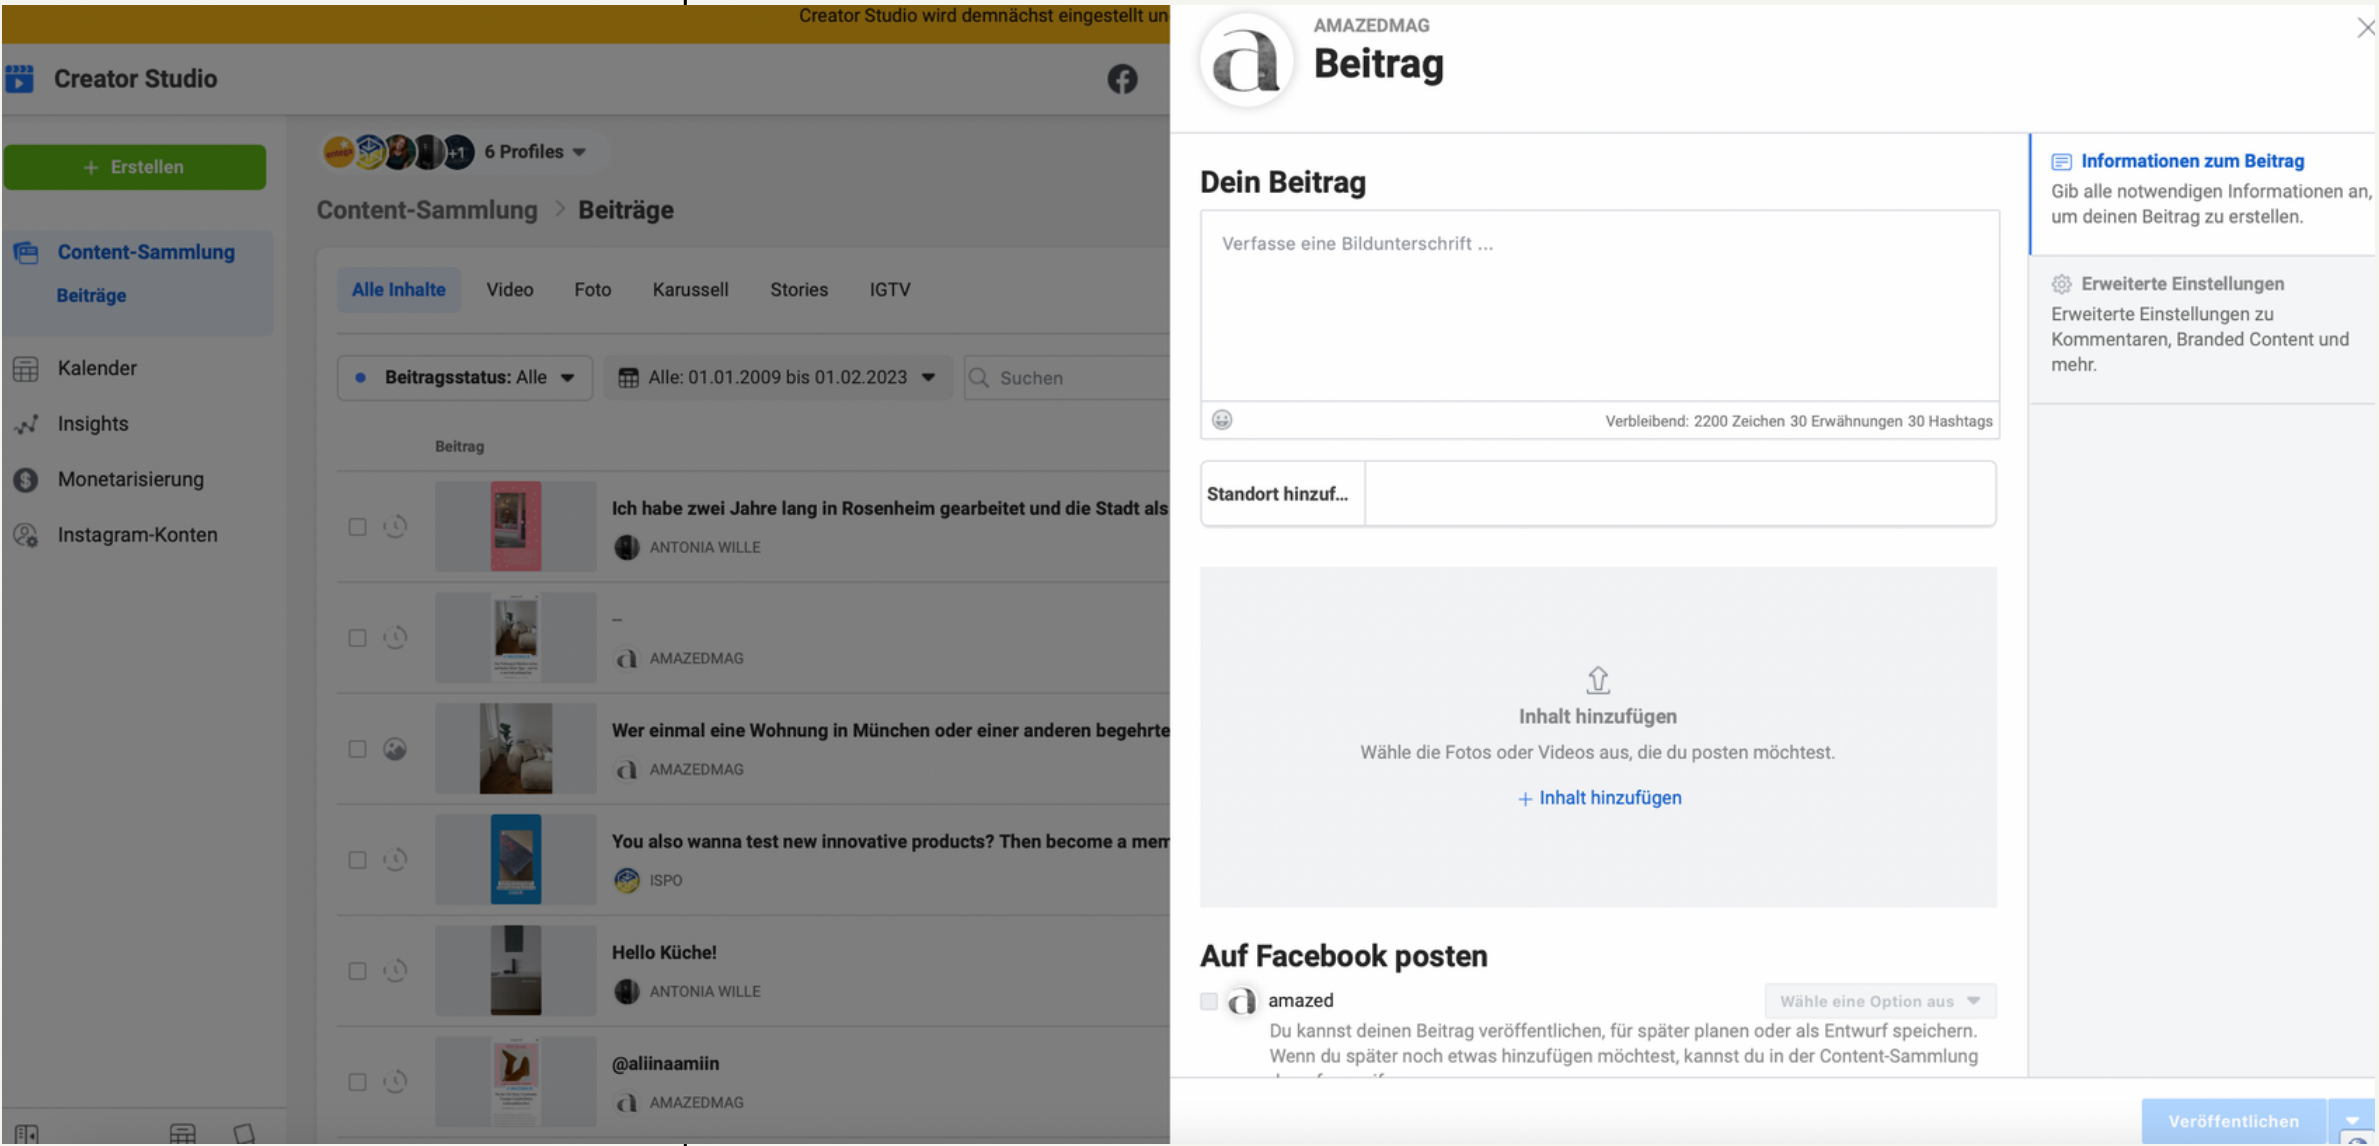 Creator Studio wird demnächst eingestellt un
Creator Studio
+ Erstellen
Content-Sammlung
Beiträge
Kalender
Insights
Monetarisierung
Instagram-Konten
entega
+1
6 Profiles
Content-Sammlung > Beiträge
Alle Inhalte
Video
Foto
Karussell
Stories
IGTV
Beitragsstatus: Alle
Alle: 01.01.2009 bis 01.02.2023
Suchen
Beitrag
Ich habe zwei Jahre lang in Rosenheim gearbeitet und die Stadt als
ANTONIA WILLE
–
a AMAZEDMAG
Wer einmal eine Wohnung in München oder einer anderen begehrte
a AMAZEDMAG
You also wanna test new innovative products? Then become a mem
ISPO
Hello Küche!
ANTONIA WILLE
@aliinaamiin
a AMAZEDMAG
a
AMAZEDMAG
Beitrag
Dein Beitrag
Verfasse eine Bildunterschrift ...
Verbleibend: 2200 Zeichen 30 Erwähnungen 30 Hashtags
Standort hinzuf...
Inhalt hinzufügen
Wähle die Fotos oder Videos aus, die du posten möchtest.
+ Inhalt hinzufügen
Auf Facebook posten
a amazed
Wähle eine Option aus
Du kannst deinen Beitrag veröffentlichen, für später planen oder als Entwurf speichern.
Wenn du später noch etwas hinzufügen möchtest, kannst du in der Content-Sammlung
Informationen zum Beitrag
Gib alle notwendigen Informationen an,
um deinen Beitrag zu erstellen.
Erweiterte Einstellungen
Erweiterte Einstellungen zu
Kommentaren, Branded Content und
mehr.
Veröffentlichen